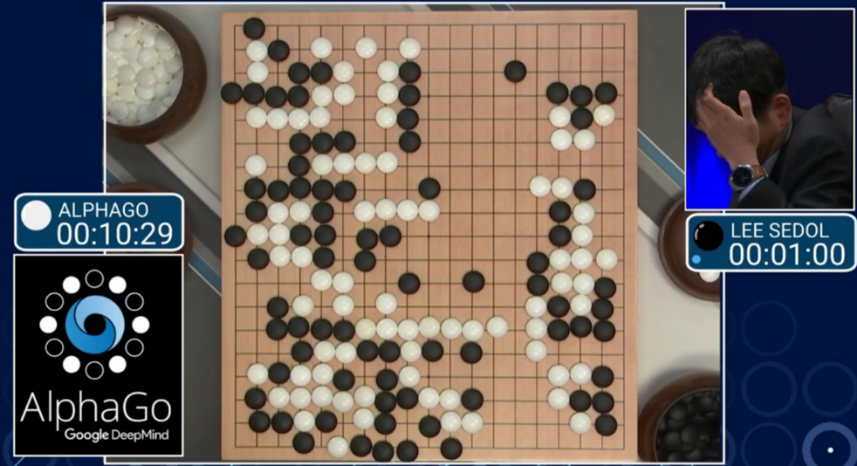 ALPHAGO
00:10:29
LEE SEDOL
00:01:00
AlphaGo
Google DeepMind